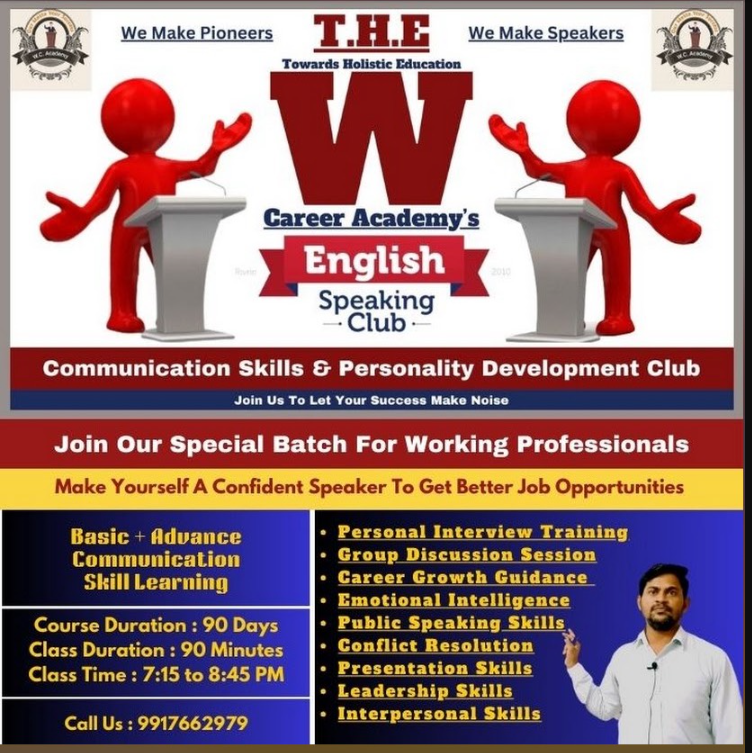 We Make Pioneers
T.H.E
We Make Speakers
Towards Holistic Education
W.C. Academy
W.C. Academy
W
Career Academy's
English
2010
Speaking
Club
Communication Skills & Personality Development Club
Join Us To Let Your Success Make Noise
Join Our Special Batch For Working Professionals
Make Yourself A Confident Speaker To Get Better Job Opportunities
Basic + Advance
Communication
Skill Learning
Course Duration : 90 Days
Class Duration : 90 Minutes
Class Time : 7:15 to 8:45 PM
Call Us : 9917662979
• Personal Interview Training
• Group Discussion Session
• Career Growth Guidance
• Emotional Intelligence
• Public Speaking Skills
• Conflict Resolution
• Presentation Skills
• Leadership Skills
• Interpersonal Skills